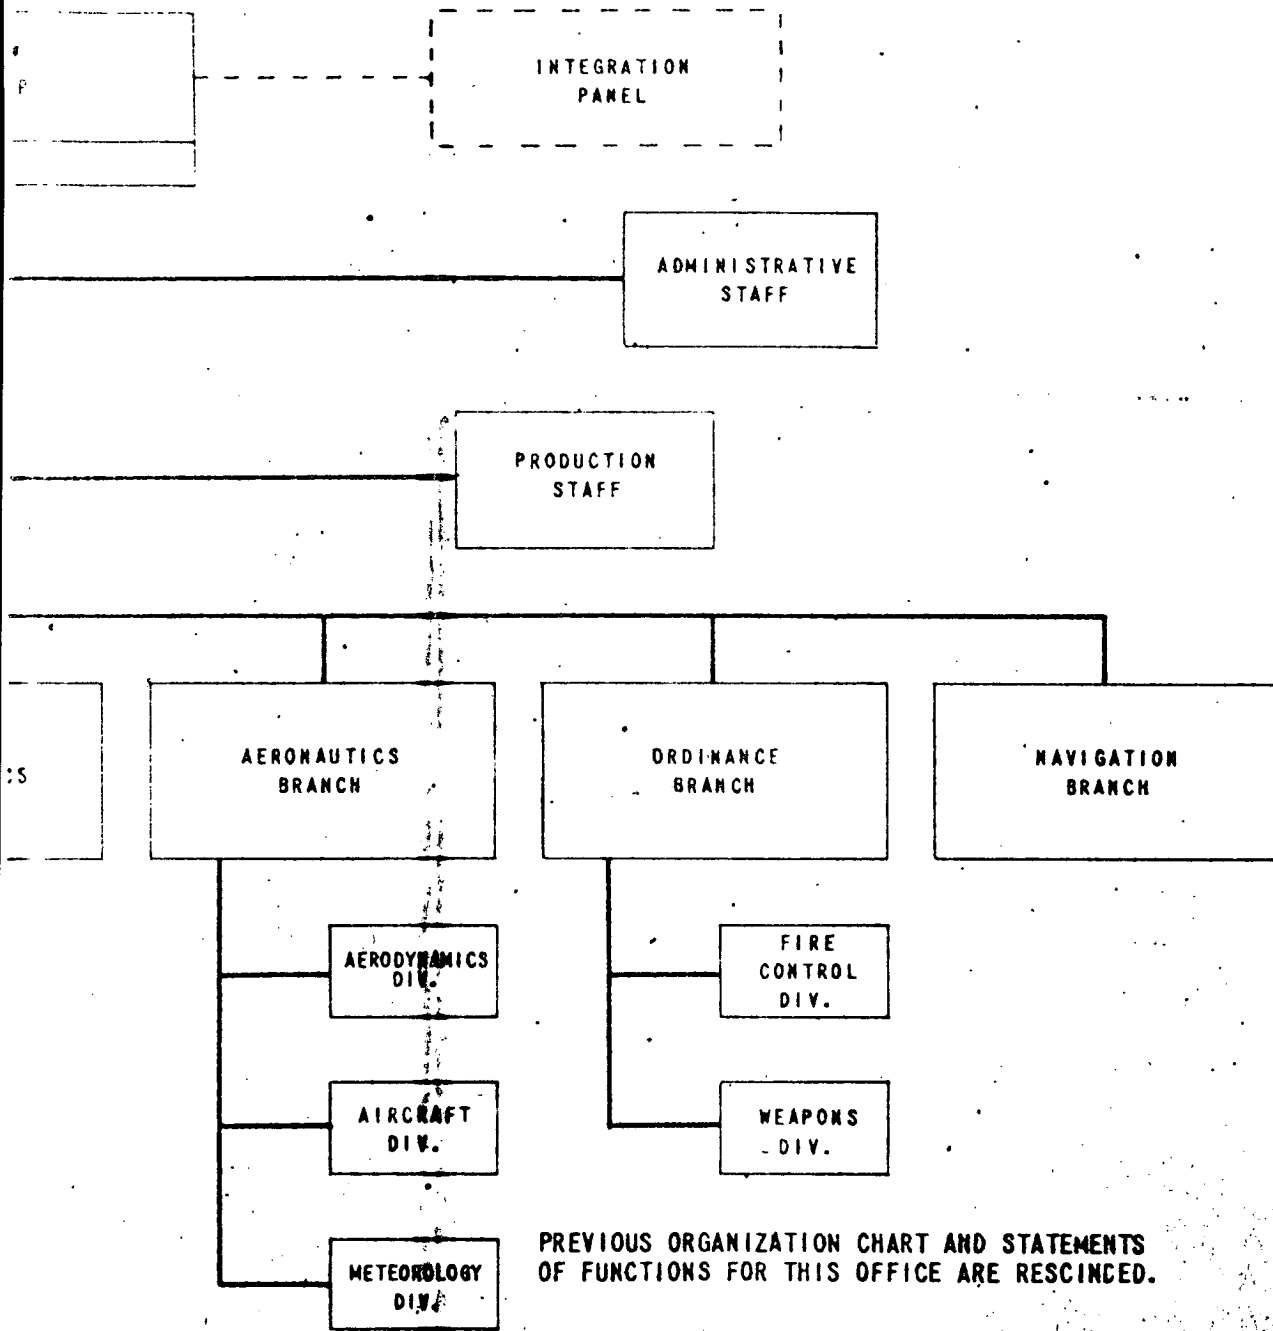 P
INTEGRATION
PANEL
ADMINISTRATIVE
STAFF
PRODUCTION
STAFF
CS
AERONAUTICS
BRANCH
ORDINANCE
BRANCH
NAVIGATION
BRANCH
AERODYNAMICS
DIV.
FIRE
CONTROL
DIV.
AIRCRAFT
DIV.
WEAPONS
DIV.
METEOROLOGY
DIV.
PREVIOUS ORGANIZATION CHART AND STATEMENTS
OF FUNCTIONS FOR THIS OFFICE ARE RESCINCED.